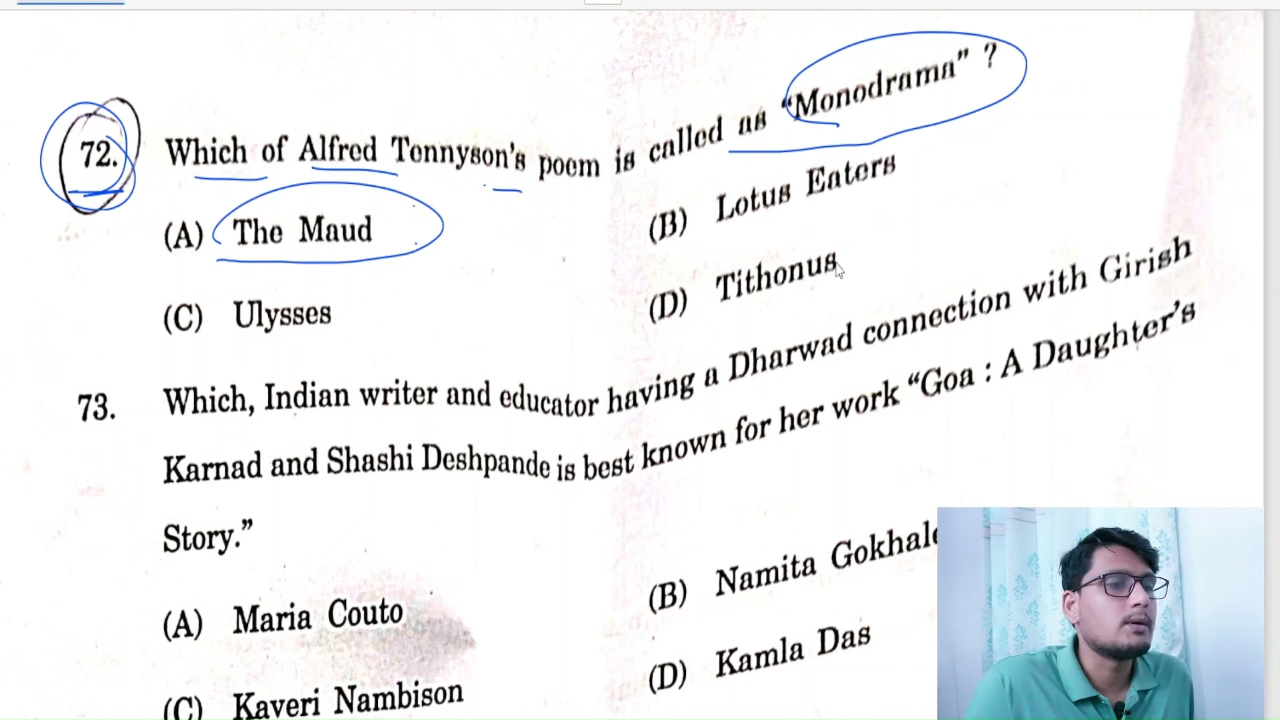 72. Which of Alfred Tennyson's poem is called as "Monodrama" ?
(A) The Maud (B) Lotus Eaters
(C) Ulysses (D) Tithonus
73. Which, Indian writer and educator having a Dharwad connection with Girish
Karnad and Shashi Deshpande is best known for her work "Goa : A Daughter's
Story."
(A) Maria Couto (B) Namita Gokhale
(C) Kaveri Nambison (D) Kamla Das